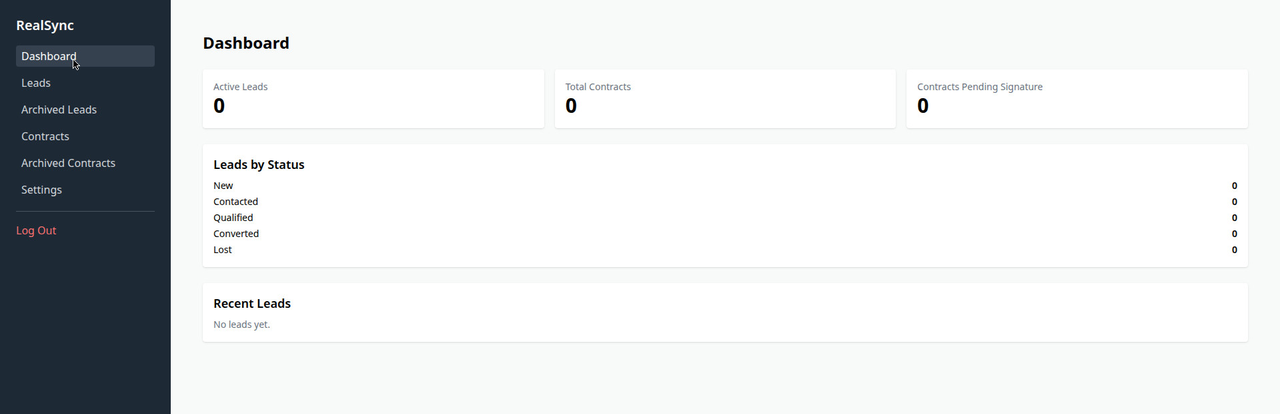 RealSync
Dashboard
Leads
Archived Leads
Contracts
Archived Contracts
Settings
Log Out
Dashboard
Active Leads
0
Total Contracts
0
Contracts Pending Signature
0
Leads by Status
New 0
Contacted 0
Qualified 0
Converted 0
Lost 0
Recent Leads
No leads yet.